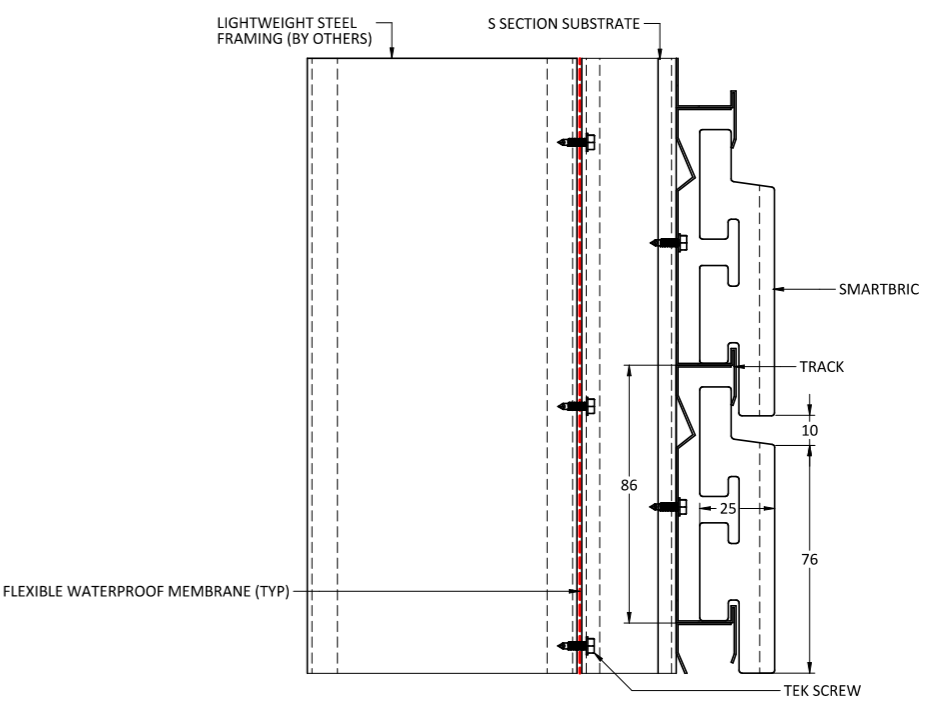 LIGHTWEIGHT STEEL
FRAMING (BY OTHERS)
S SECTION SUBSTRATE
SMARTBRIC
TRACK
10
86
25
76
FLEXIBLE WATERPROOF MEMBRANE (TYP)
TEK SCREW